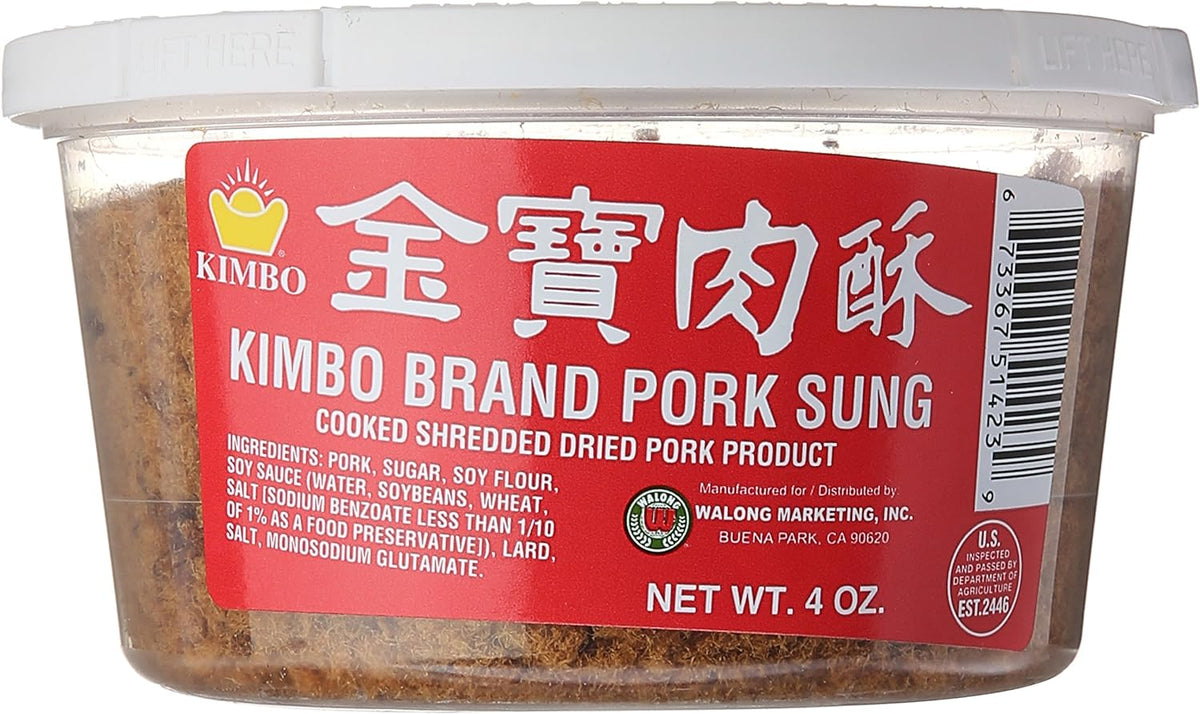 LIFT HERE
LIFT HERE
KIMBO®
金寶肉酥
KIMBO BRAND PORK SUNG
COOKED SHREDDED DRIED PORK PRODUCT
INGREDIENTS: PORK, SUGAR, SOY FLOUR,
SOY SAUCE (WATER, SOYBEANS, WHEAT,
SALT [SODIUM BENZOATE LESS THAN 1/10
OF 1% AS A FOOD PRESERVATIVE]), LARD,
SALT, MONOSODIUM GLUTAMATE.
WALONG
Manufactured for / Distributed by:
WALONG MARKETING, INC.
BUENA PARK, CA 90620
NET WT. 4 OZ.
6 73367 51423 9
U.S.
INSPECTED
AND PASSED BY
DEPARTMENT OF
AGRICULTURE
EST.2446